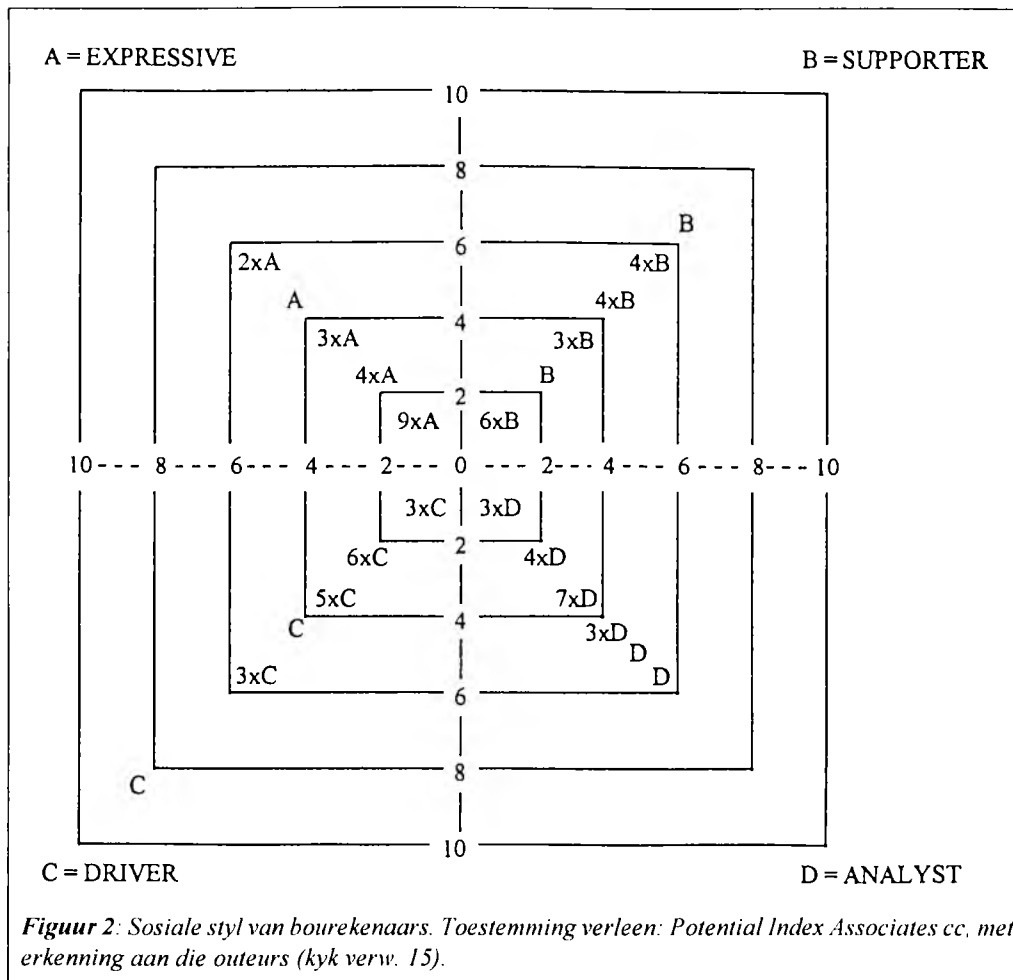 A = EXPRESSIVE B = SUPPORTER
10
8
B
6
2xA 4xB
A 4xB
4
3xA 3xB
4xA B
2
9xA 6xB
10 --- 8 --- 6 --- 4 --- 2 --- 0 --- 2 --- 4 --- 6 --- 8 --- 10
3xC 3xD
2
6xC 4xD
5xC 7xD
4
C 3xD
D
3xC D
6
8
C
10
C = DRIVER D = ANALYST
Figuur 2: Sosiale styl van bourekenaars. Toestemming verleen: Potential Index Associates cc, met
erkenning aan die outeurs (kyk verw. 15).